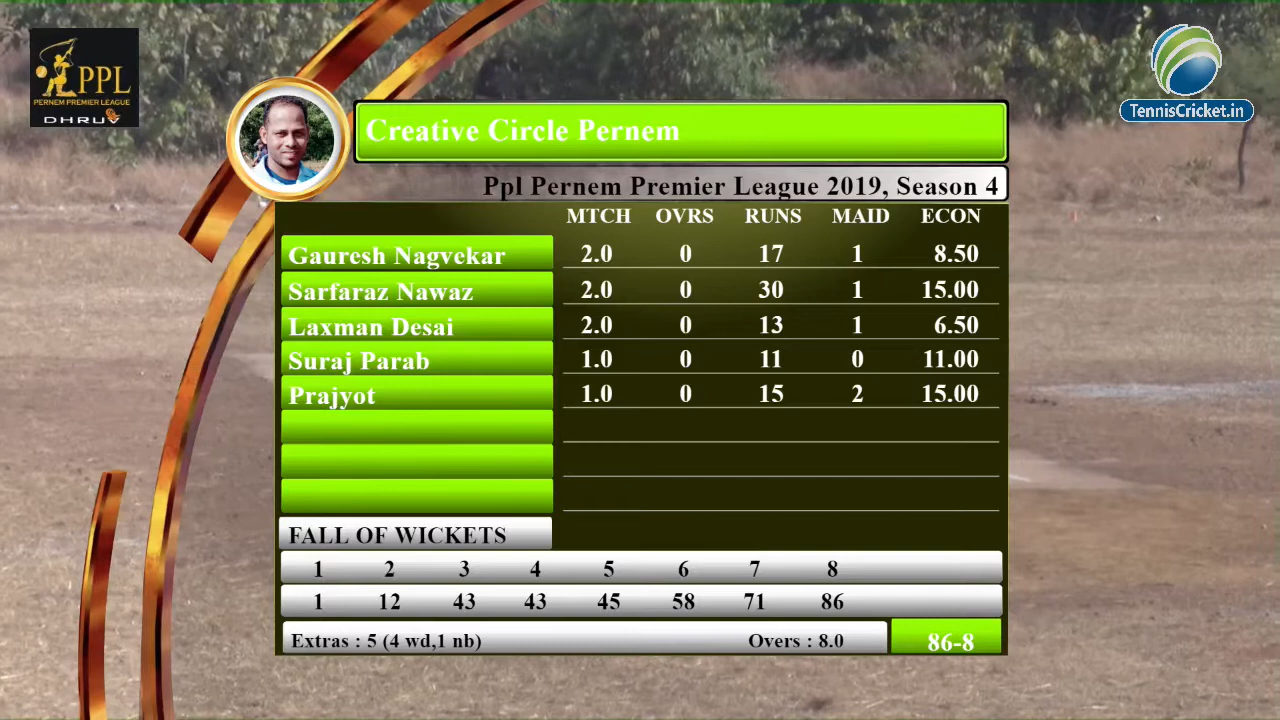 PPL
PERNEM PREMIER LEAGUE
DHRUV
TennisCricket.in
Creative Circle Pernem
Ppl Pernem Premier League 2019, Season 4
MTCH OVRS RUNS MAID ECON
Gauresh Nagvekar 2.0 0 17 1 8.50
Sarfaraz Nawaz 2.0 0 30 1 15.00
Laxman Desai 2.0 0 13 1 6.50
Suraj Parab 1.0 0 11 0 11.00
Prajyot 1.0 0 15 2 15.00
FALL OF WICKETS
1 2 3 4 5 6 7 8
1 12 43 43 45 58 71 86
Extras : 5 (4 wd,1 nb) Overs : 8.0 86-8